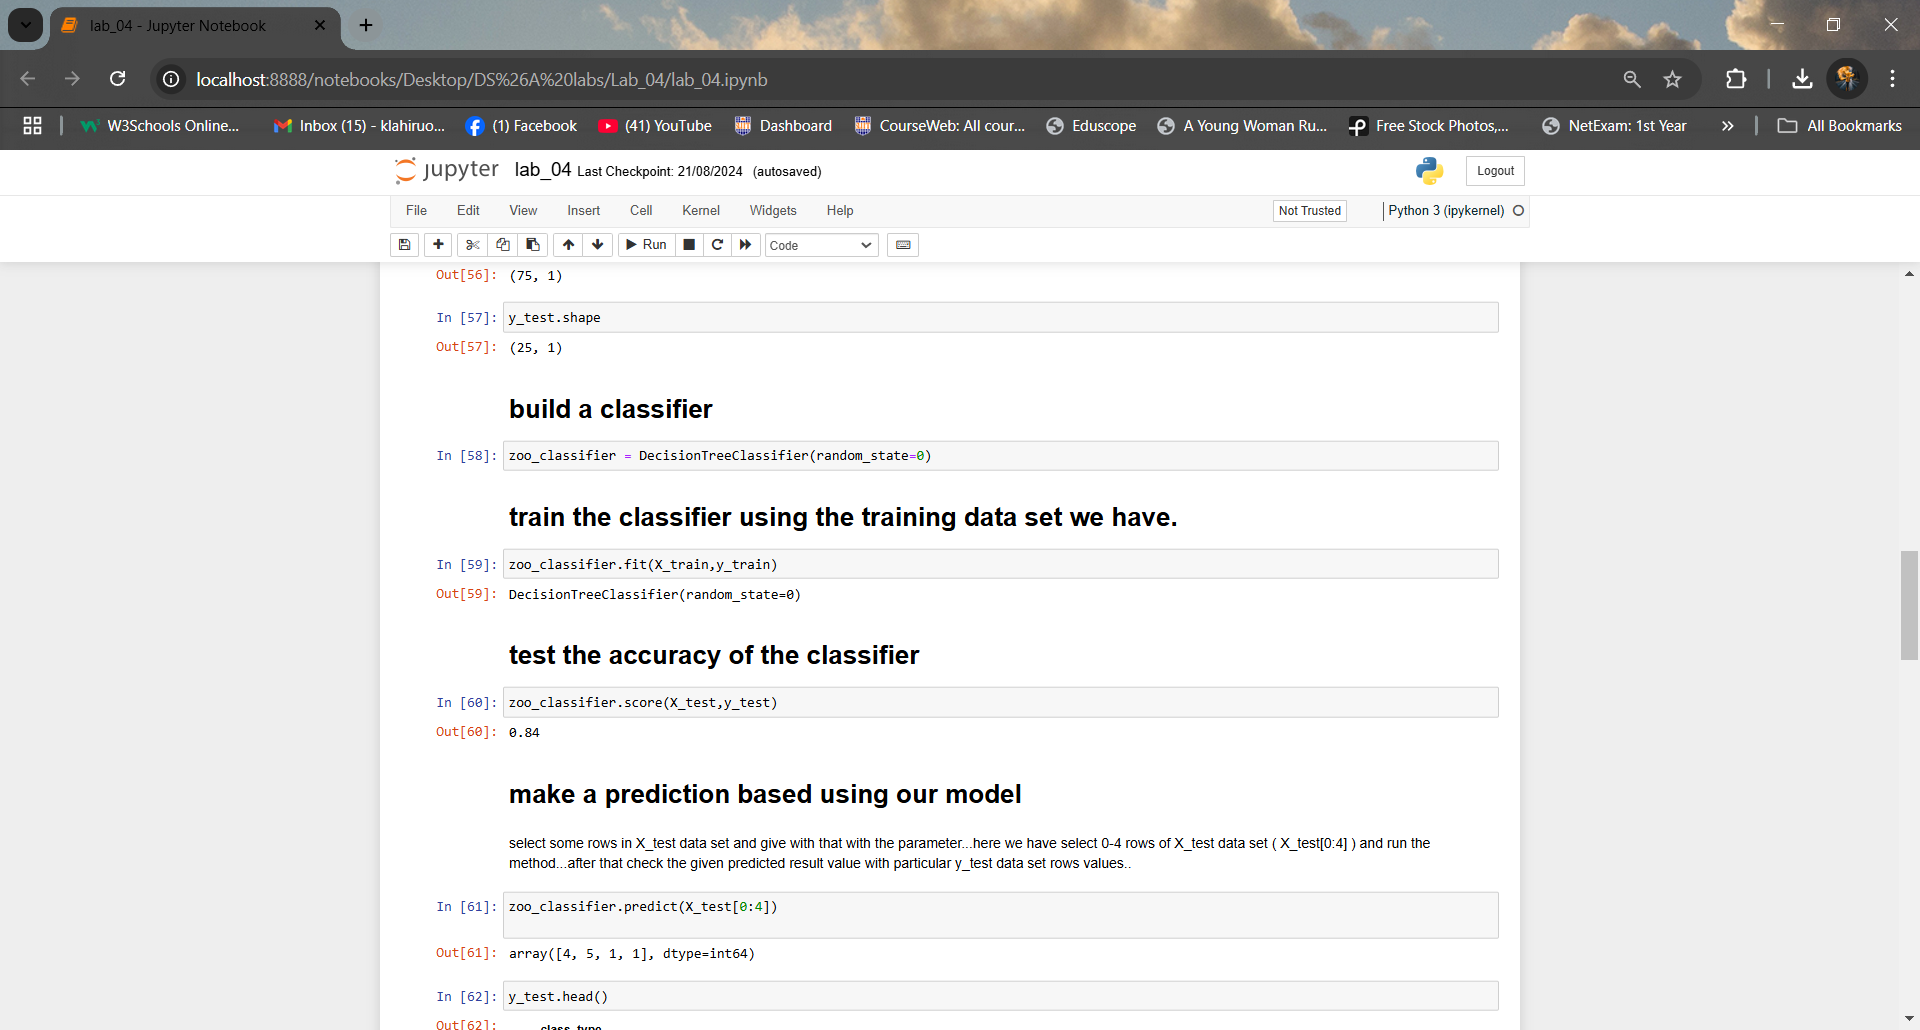 lab_04 - Jupyter Notebook
localhost:8888/notebooks/Desktop/DS%26A%20labs/Lab_04/lab_04.ipynb
W3Schools Online... Inbox (15) - klahiruo... (1) Facebook (41) YouTube Dashboard CourseWeb: All cour... Eduscope A Young Woman Ru... Free Stock Photos,... NetExam: 1st Year » All Bookmarks
jupyter lab_04 Last Checkpoint: 21/08/2024 (autosaved) Logout
File Edit View Insert Cell Kernel Widgets Help Not Trusted Python 3 (ipykernel)
Run Code
Out[56]: (75, 1)
In [57]: y_test.shape
Out[57]: (25, 1)
build a classifier
In [58]: zoo_classifier = DecisionTreeClassifier(random_state=0)
train the classifier using the training data set we have.
In [59]: zoo_classifier.fit(X_train,y_train)
Out[59]: DecisionTreeClassifier(random_state=0)
test the accuracy of the classifier
In [60]: zoo_classifier.score(X_test,y_test)
Out[60]: 0.84
make a prediction based using our model
select some rows in X_test data set and give with that with the parameter...here we have select 0-4 rows of X_test data set ( X_test[0:4] ) and run the
method...after that check the given predicted result value with particular y_test data set rows values..
In [61]: zoo_classifier.predict(X_test[0:4])
Out[61]: array([4, 5, 1, 1], dtype=int64)
In [62]: y_test.head()
Out[62]: class_type